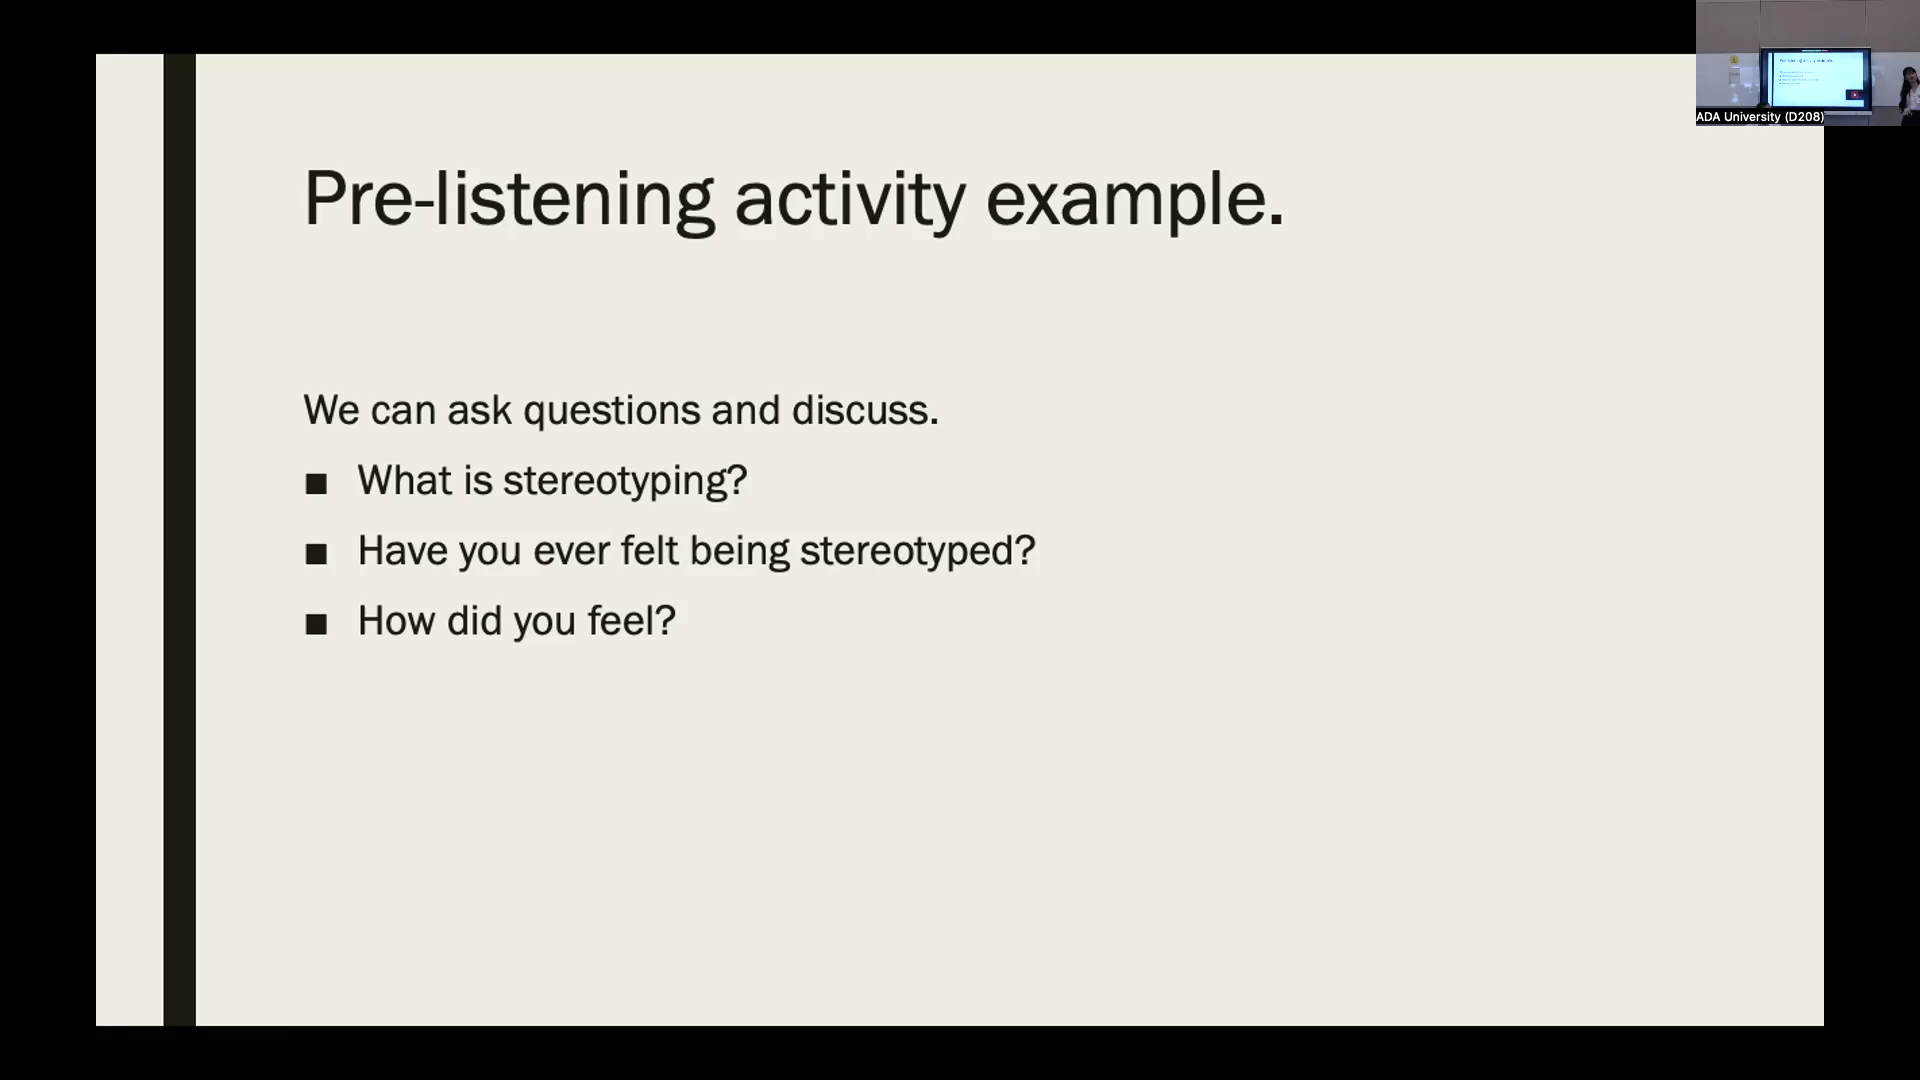 Pre-listening activity example.
We can ask questions and discuss.
■ What is stereotyping?
■ Have you ever felt being stereotyped?
■ How did you feel?
ADA University (D208)